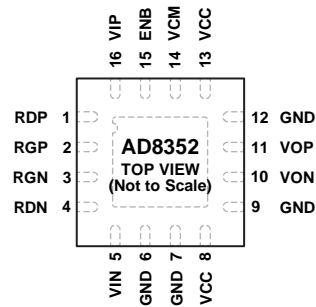 16 VIP
15 ENB
14 VCM
13 VCC
RDP 1
RGP 2
RGN 3
RDN 4
AD8352
TOP VIEW
(Not to Scale)
12 GND
11 VOP
10 VON
9 GND
VIN 5
GND 6
GND 7
VCC 8